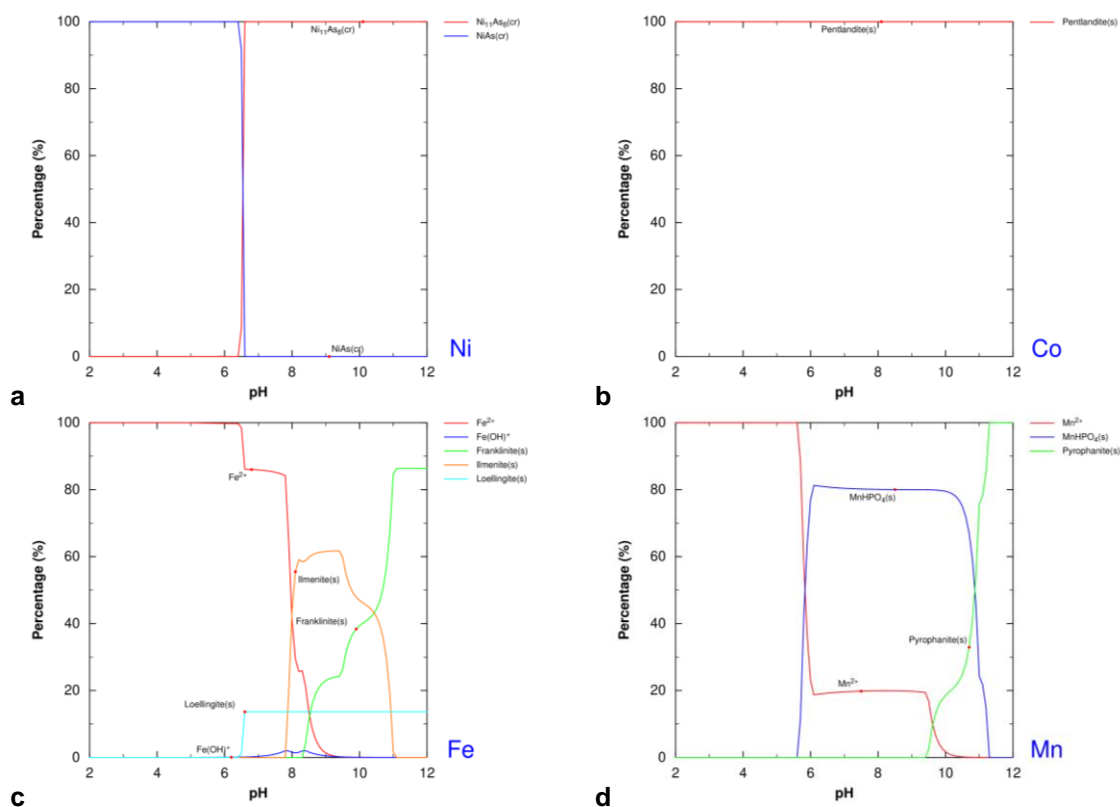 Ni₁₁As₈(cr)
NiAs(cr)
100
80
60
40
20
0
Percentage (%)
Ni₁₁As₈(cr)
NiAs(cr)
2 4 6 8 10 12
pH
Ni
a
Pentlandite(s)
100
80
60
40
20
0
Percentage (%)
Pentlandite(s)
2 4 6 8 10 12
pH
Co
b
Fe²⁺
Fe(OH)⁺
Franklinite(s)
Ilmenite(s)
Loellingite(s)
100
80
60
40
20
0
Percentage (%)
Fe²⁺
Ilmenite(s)
Franklinite(s)
Loellingite(s)
Fe(OH)⁺
2 4 6 8 10 12
pH
Fe
c
Mn²⁺
MnHPO₄(s)
Pyrophanite(s)
100
80
60
40
20
0
Percentage (%)
MnHPO₄(s)
Pyrophanite(s)
Mn²⁺
2 4 6 8 10 12
pH
Mn
d